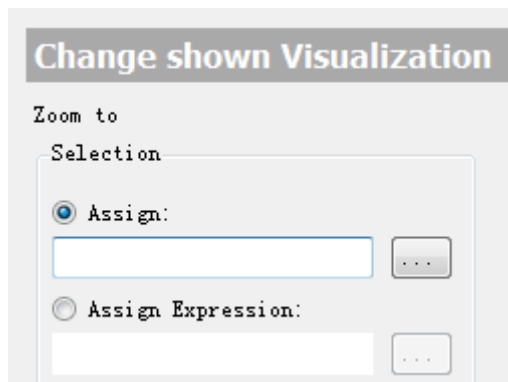 Change shown Visualization
Zoom to
Selection
Assign:
...
Assign Expression:
...